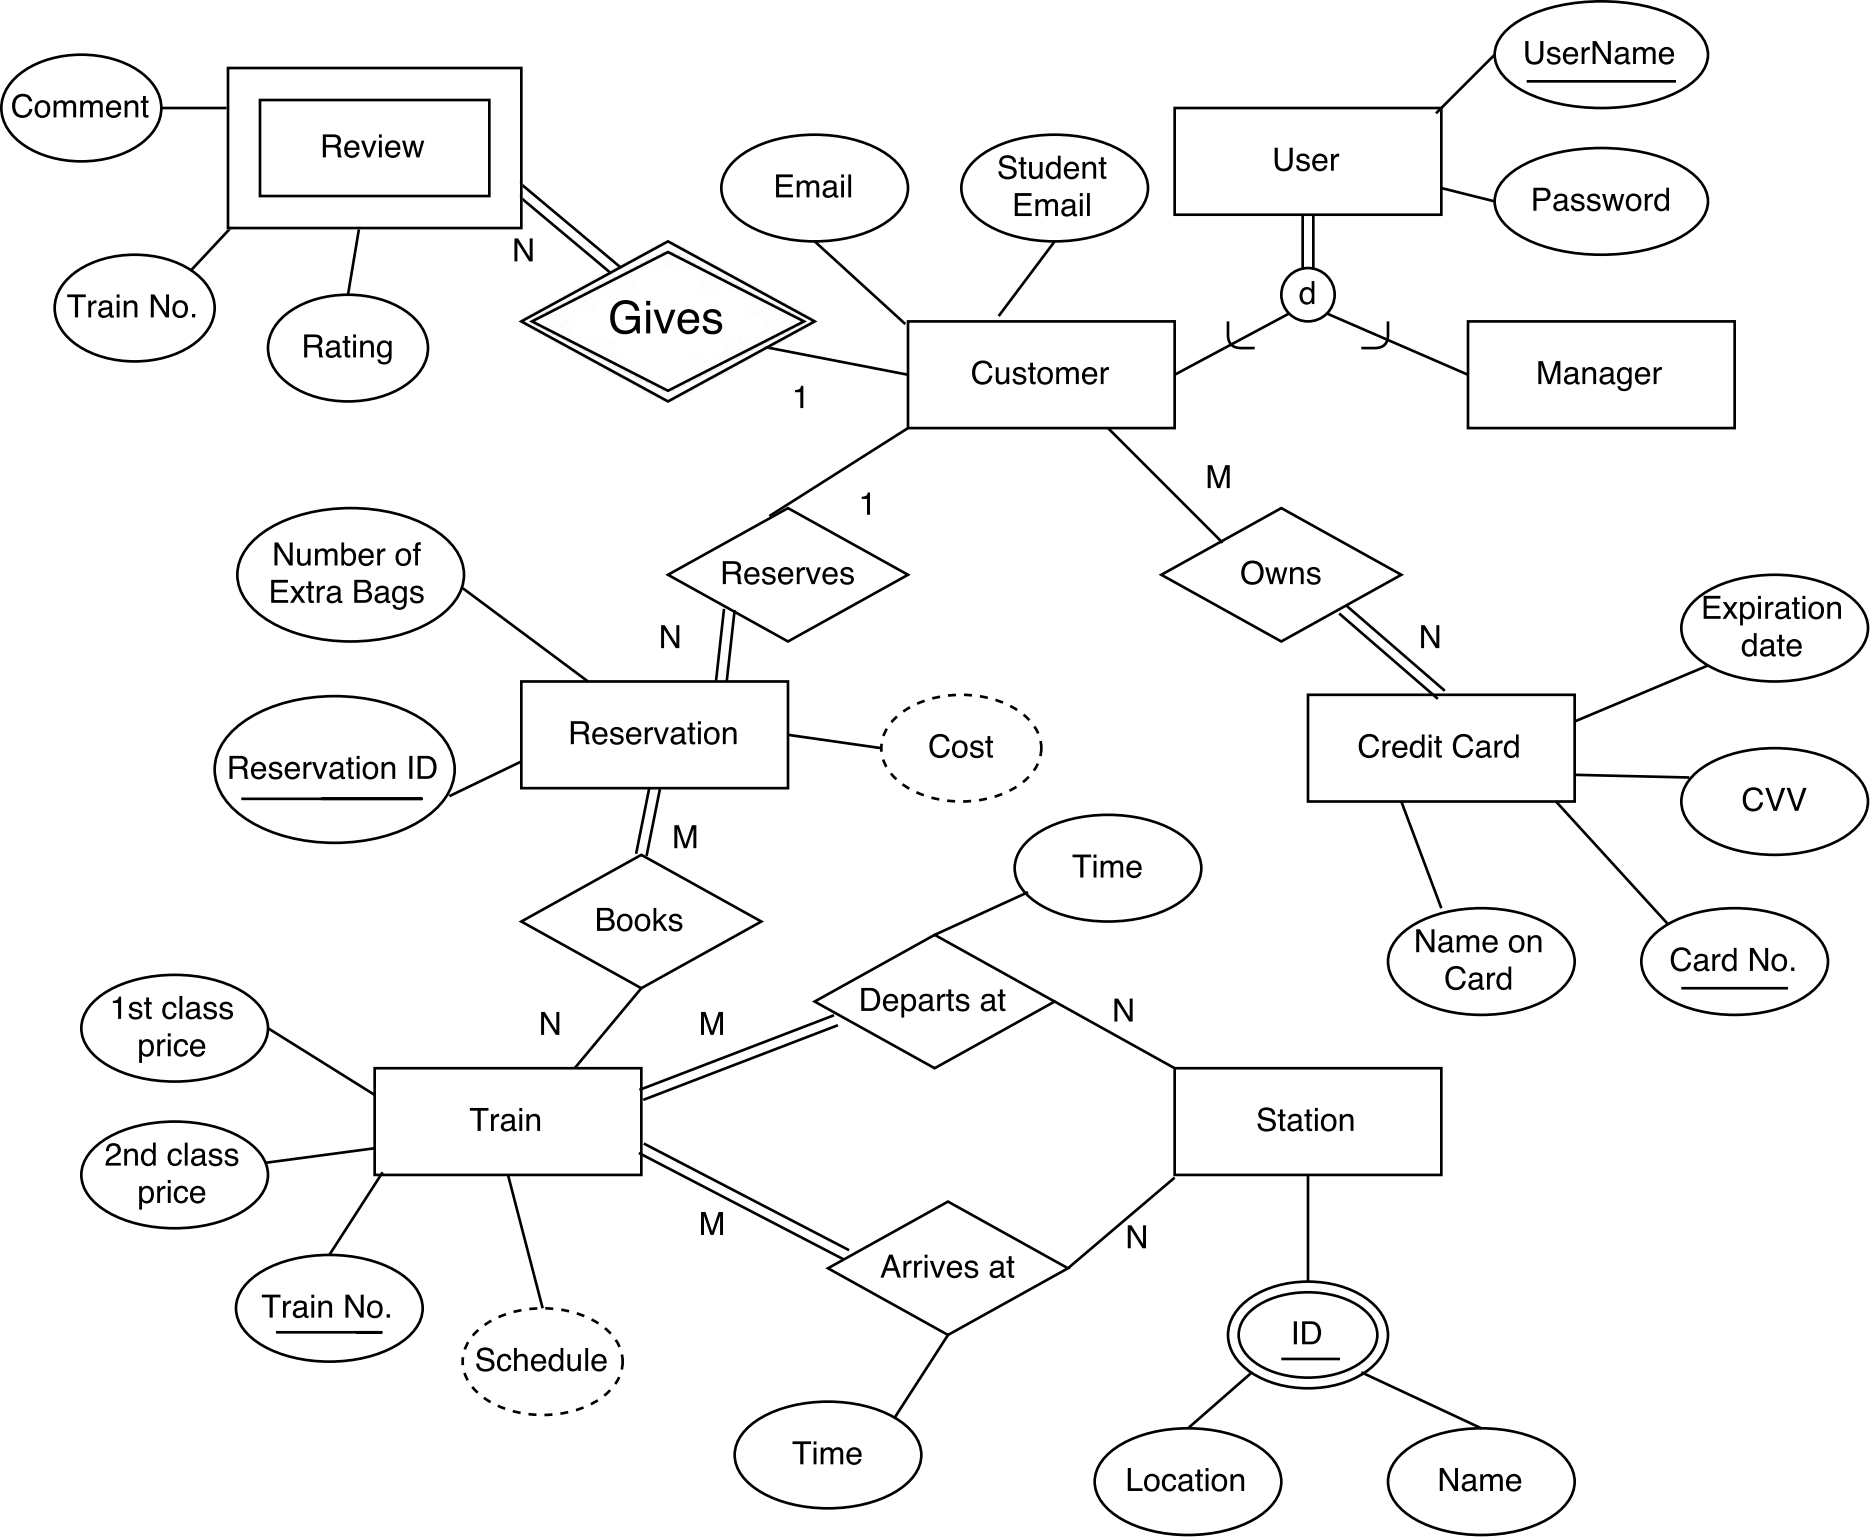 UserName
Comment
Review
User
Email
Student
Email
Password
N
Train No.
Rating
Gives
d
1
Customer
Manager
M
1
Number of
Extra Bags
Reserves
Owns
N
N
Expiration
date
Reservation ID
Reservation
Cost
Credit Card
CVV
M
Time
Books
Name on
Card
Card No.
1st class
price
N
M
Departs at
N
Train
Station
2nd class
price
M
N
Train No.
Arrives at
Schedule
ID
Time
Location
Name